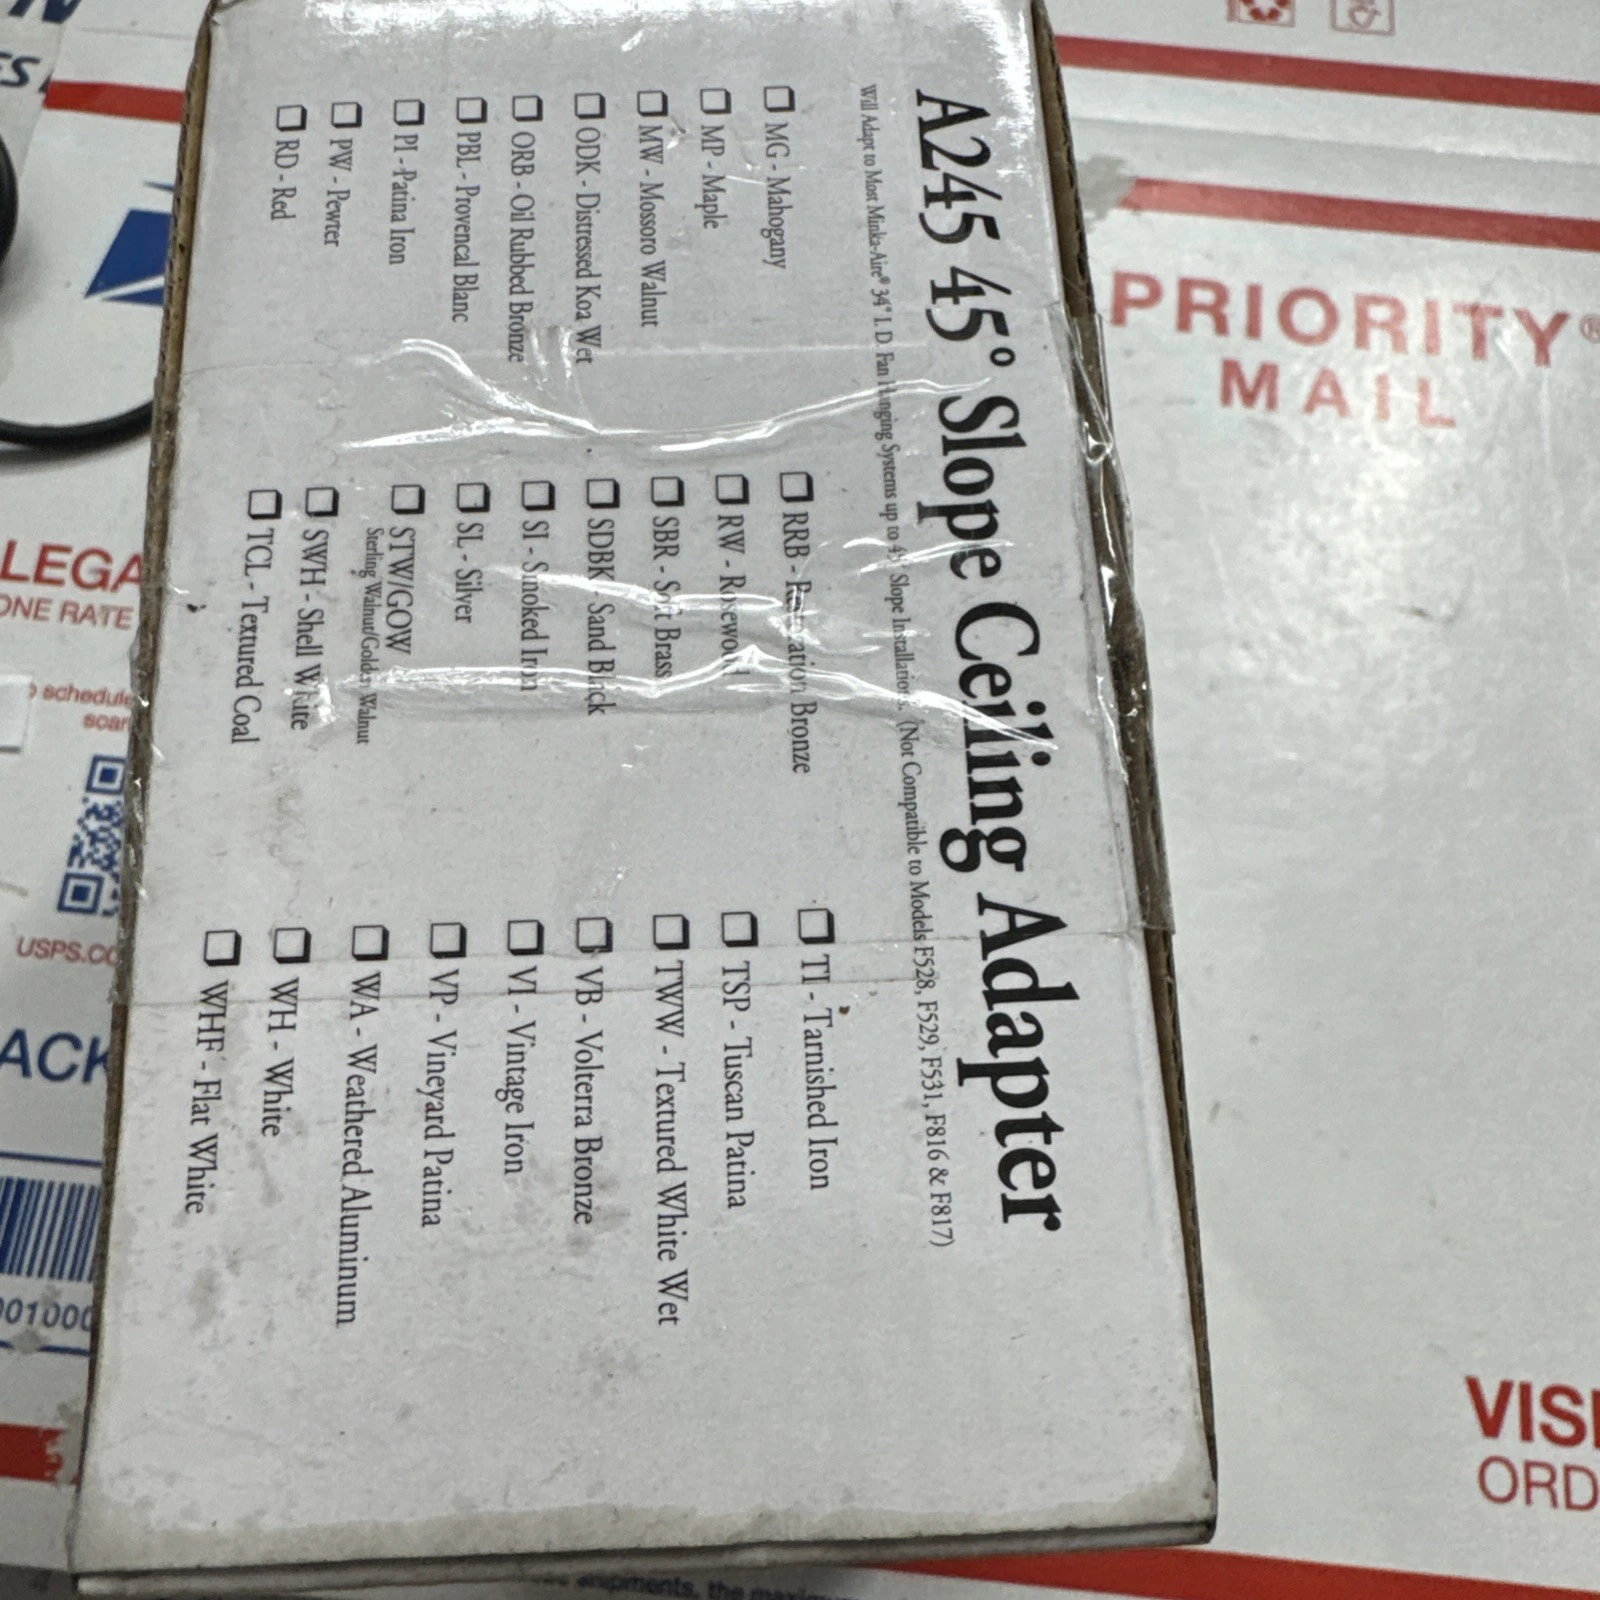 A245 45° Slope Ceiling Adapter
Will Adapt to Most Minka-Aire® 34" I.D. Fan Hanging Systems up to 45° Slope Installations. (Not Compatible to Models F528, F529, F531, F816 & F817)
MG - Mahogany
MP - Maple
MW - Mossoro Walnut
ODK - Distressed Koa Wet
ORB - Oil Rubbed Bronze
PBL - Provencal Blanc
PI - Patina Iron
PW - Pewter
RD - Red
RRB - Restoration Bronze
RW - Rosewood
SBR - Soft Brass
SDBK - Sand Black
SI - Smoked Iron
SL - Silver
STW/GOW
Sterling Walnut/Golden Walnut
SWH - Shell White
TCL - Textured Coal
TI - Tarnished Iron
TSP - Tuscan Patina
TWW - Textured White Wet
VB - Volterra Bronze
VI - Vintage Iron
VP - Vineyard Patina
WA - Weathered Aluminum
WH - White
WHF - Flat White
PRIORITY®
MAIL
LEGA
ONE RATE
schedule
scan
USPS.CO
ACK
VIS
ORD
shipments, the